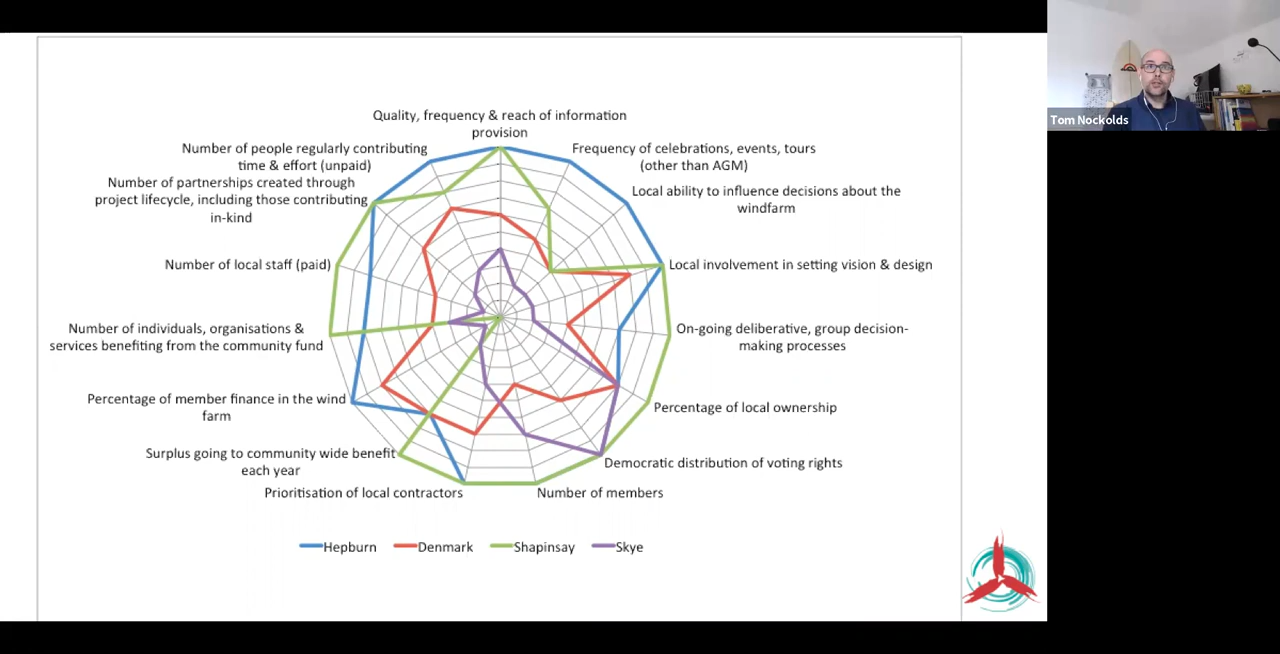 Tom Nockolds
Quality, frequency & reach of information
provision
Number of people regularly contributing
time & effort (unpaid)
Frequency of celebrations, events, tours
(other than AGM)
Number of partnerships created through
project lifecycle, including those contributing
in-kind
Local ability to influence decisions about the
windfarm
Number of local staff (paid)
Local involvement in setting vision & design
Number of individuals, organisations &
services benefiting from the community fund
On-going deliberative, group decision-
making processes
Percentage of member finance in the wind
farm
Percentage of local ownership
Surplus going to community wide benefit
each year
Democratic distribution of voting rights
Prioritisation of local contractors
Number of members
Hepburn
Denmark
Shapinsay
Skye